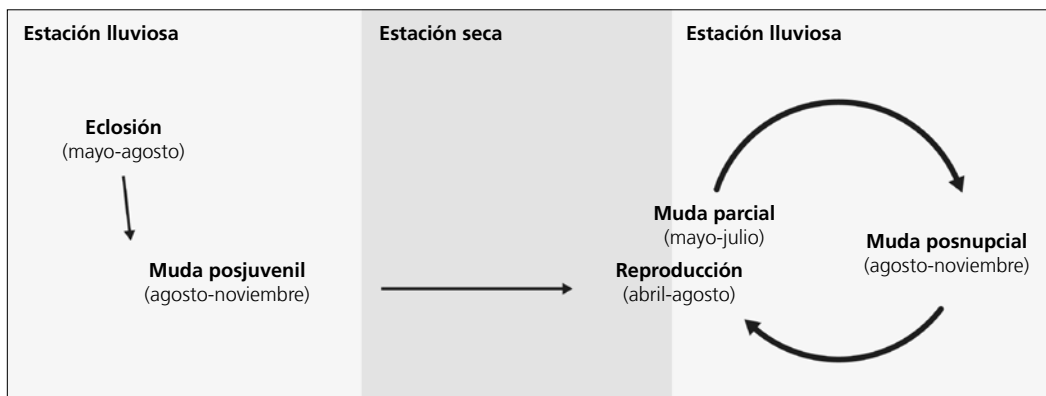 Estación lluviosa
Estación seca
Estación lluviosa
Eclosión
(mayo-agosto)
Muda posjuvenil
(agosto-noviembre)
Muda parcial
(mayo-julio)
Reproducción
(abril-agosto)
Muda posnupcial
(agosto-noviembre)